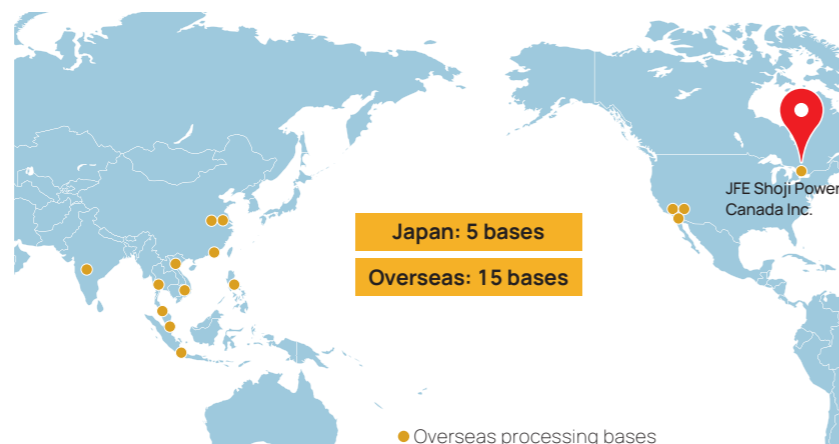 JFE Shoji Power
Canada Inc.
Japan: 5 bases
Overseas: 15 bases
Overseas processing bases